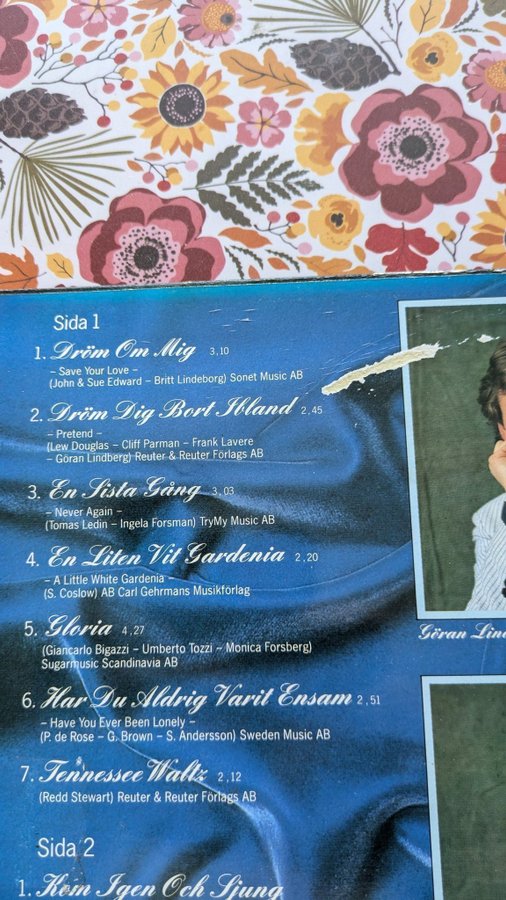 Sida 1
1. Dröm Om Mig 3,10
– Save Your Love –
(John & Sue Edward – Britt Lindeborg) Sonet Music AB
2. Dröm Dig Bort Ibland 2,45
– Pretend –
(Lew Douglas – Cliff Parman – Frank Lavere
– Göran Lindberg) Reuter & Reuter Förlags AB
3. En Sista Gång 3,03
– Never Again –
(Tomas Ledin – Ingela Forsman) TryMy Music AB
4. En Liten Vit Gardenia 2,20
– A Little White Gardenia –
(S. Coslow) AB Carl Gehrmans Musikförlag
5. Gloria 4,27
(Giancarlo Bigazzi – Umberto Tozzi – Monica Forsberg)
Sugarmusic Scandinavia AB
Göran
6. Har Du Aldrig Varit Ensam 2,51
– Have You Ever Been Lonely –
(P. de Rose – G. Brown – S. Andersson) Sweden Music AB
7. Tennessee Waltz 2,12
(Redd Stewart) Reuter & Reuter Förlags AB
Sida 2
1. Kom Igen Och Sjung